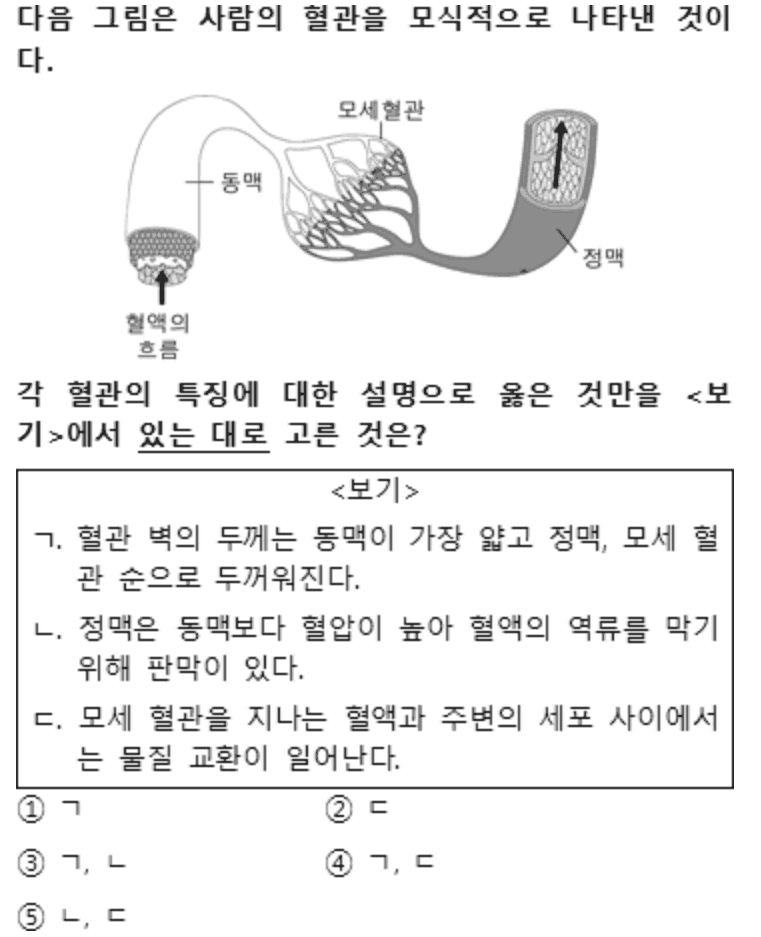 다음 그림은 사람의 혈관을 모식적으로 나타낸 것이
다.
모세혈관
동맥
정맥
혈액의
흐름
각 혈관의 특징에 대한 설명으로 옳은 것만을 <보
기>에서 있는 대로 고른 것은?
<보기>
ㄱ. 혈관 벽의 두께는 동맥이 가장 얇고 정맥, 모세 혈
관 순으로 두꺼워진다.
ㄴ. 정맥은 동맥보다 혈압이 높아 혈액의 역류를 막기
위해 판막이 있다.
ㄷ. 모세 혈관을 지나는 혈액과 주변의 세포 사이에서
는 물질 교환이 일어난다.
① ㄱ ② ㄷ
③ ㄱ, ㄴ ④ ㄱ, ㄷ
⑤ ㄴ, ㄷ